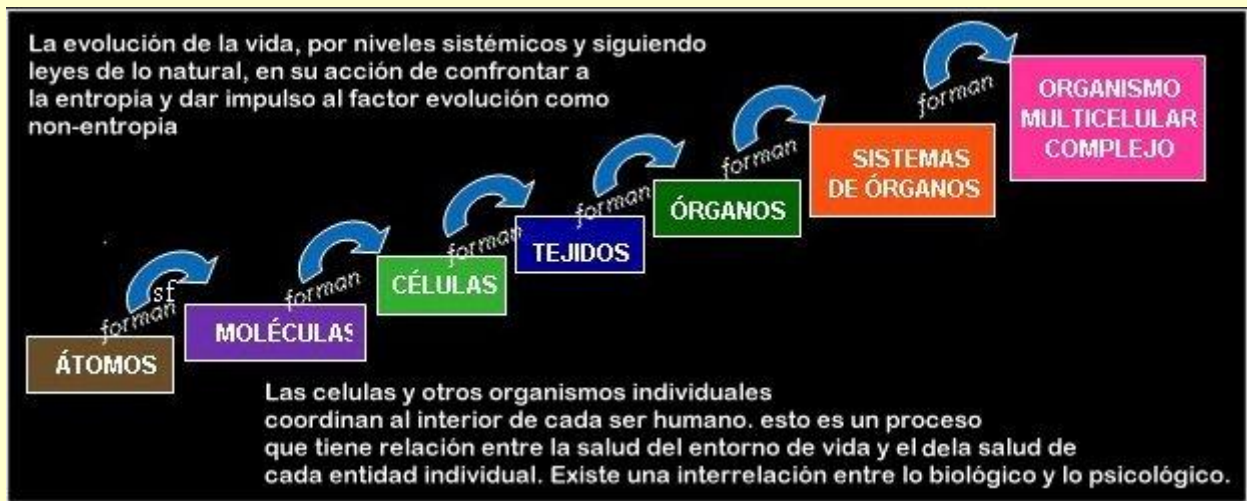 La evolución de la vida, por niveles sistémicos y siguiendo
leyes de lo natural, en su acción de confrontar a
la entropia y dar impulso al factor evolución como
non-entropia
forman
ORGANISMO
MULTICELULAR
COMPLEJO
forman
SISTEMAS
DE ÓRGANOS
forman
ÓRGANOS
forman
TEJIDOS
forman
CÉLULAS
sf
forman
MOLÉCULAS
ÁTOMOS
Las celulas y otros organismos individuales
coordinan al interior de cada ser humano. esto es un proceso
que tiene relación entre la salud del entorno de vida y el dela salud de
cada entidad individual. Existe una interrelación entre lo biológico y lo psicológico.